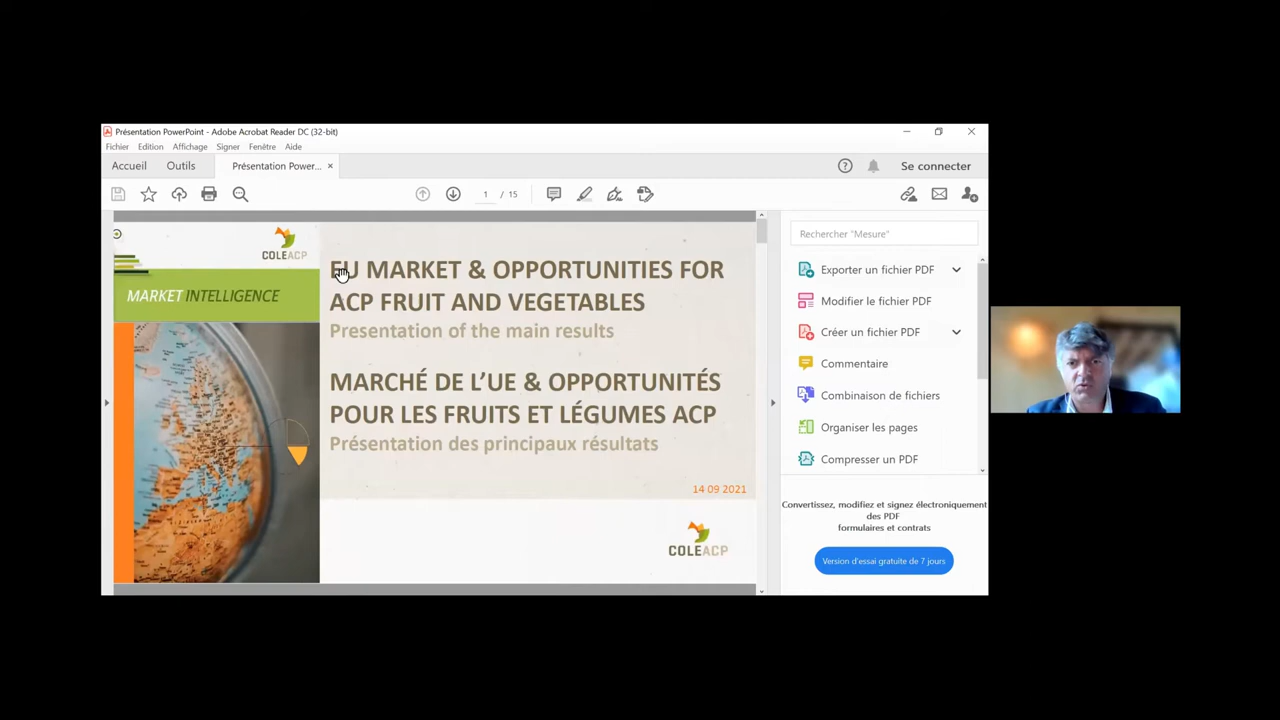 Présentation PowerPoint - Adobe Acrobat Reader DC (32-bit)
Fichier Edition Affichage Signer Fenêtre Aide
Accueil Outils Présentation Power... × Se connecter
1 / 15
COLEACP
MARKET INTELLIGENCE
EU MARKET & OPPORTUNITIES FOR
ACP FRUIT AND VEGETABLES
Presentation of the main results
MARCHÉ DE L’UE & OPPORTUNITÉS
POUR LES FRUITS ET LÉGUMES ACP
Présentation des principaux résultats
14 09 2021
COLEACP
Rechercher "Mesure"
Exporter un fichier PDF
Modifier le fichier PDF
Créer un fichier PDF
Commentaire
Combinaison de fichiers
Organiser les pages
Compresser un PDF
Convertissez, modifiez et signez électroniquement
des PDF
formulaires et contrats
Version d'essai gratuite de 7 jours